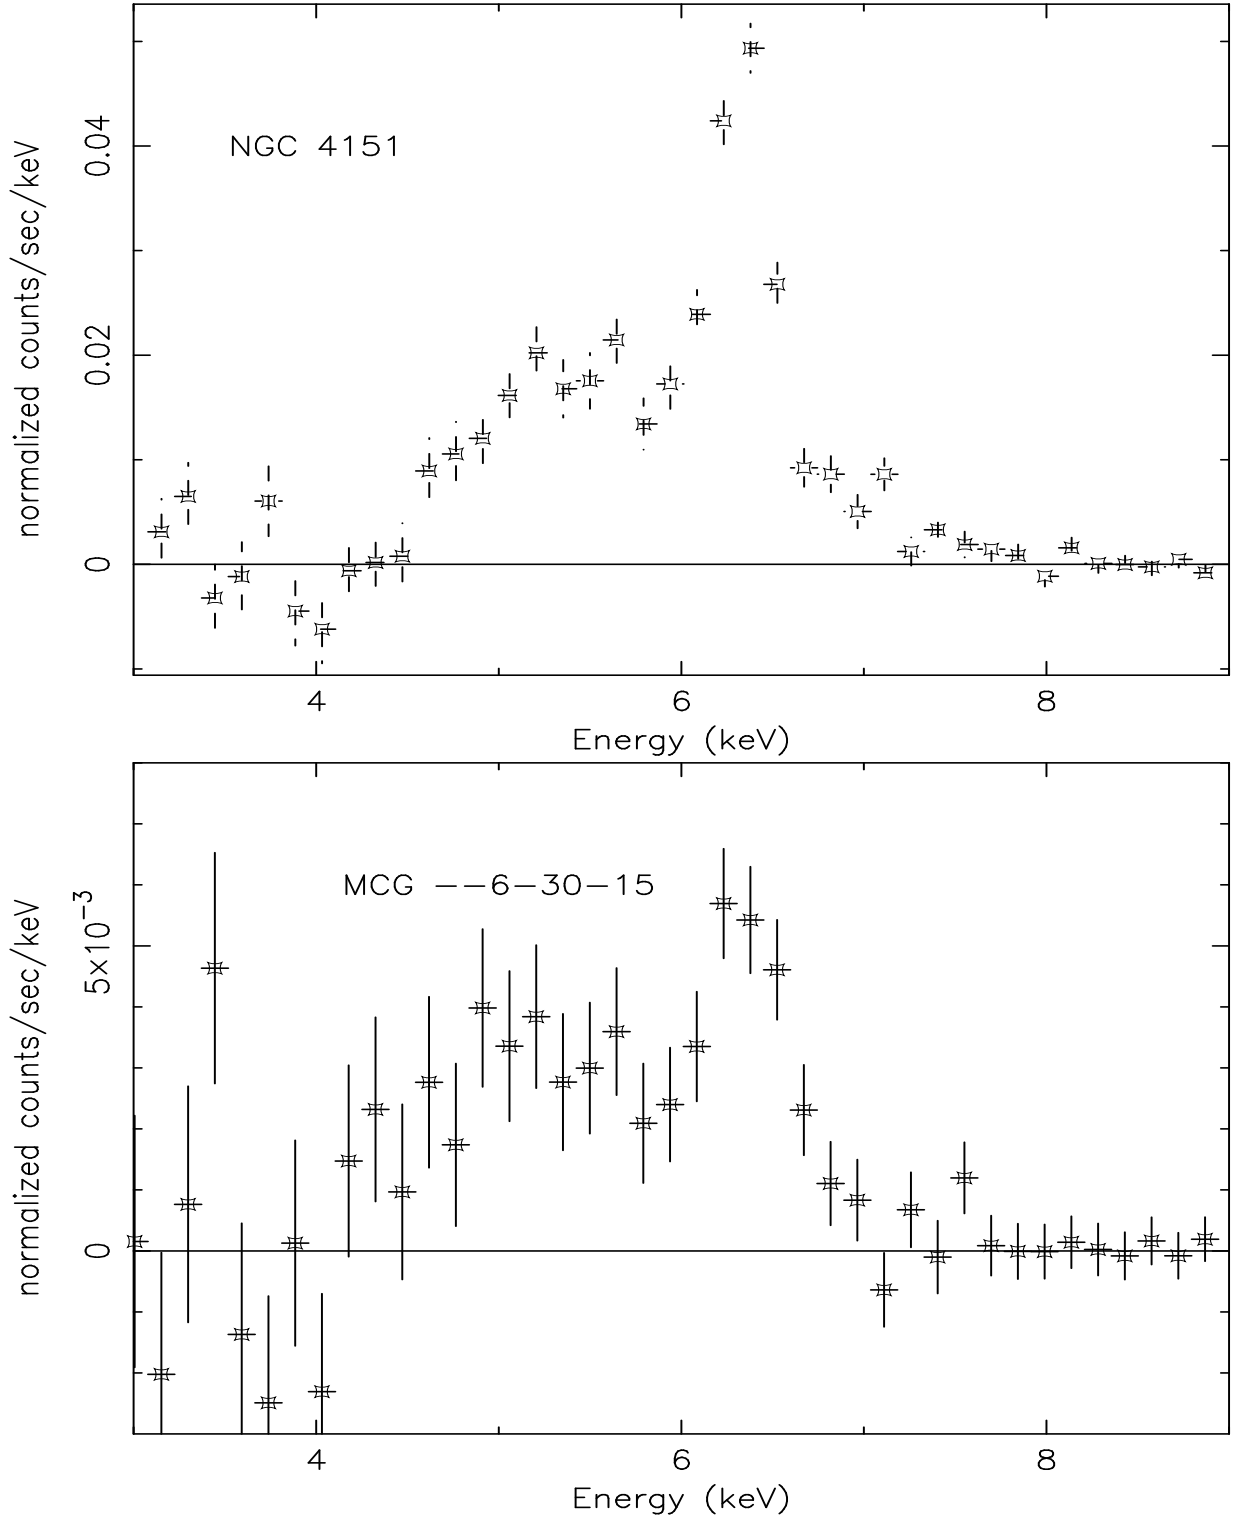 normalized counts/sec/keV
0.04
0.02
0
NGC 4151
4 6 8
Energy (keV)
normalized counts/sec/keV
5×10⁻³
0
MCG --6-30-15
4 6 8
Energy (keV)